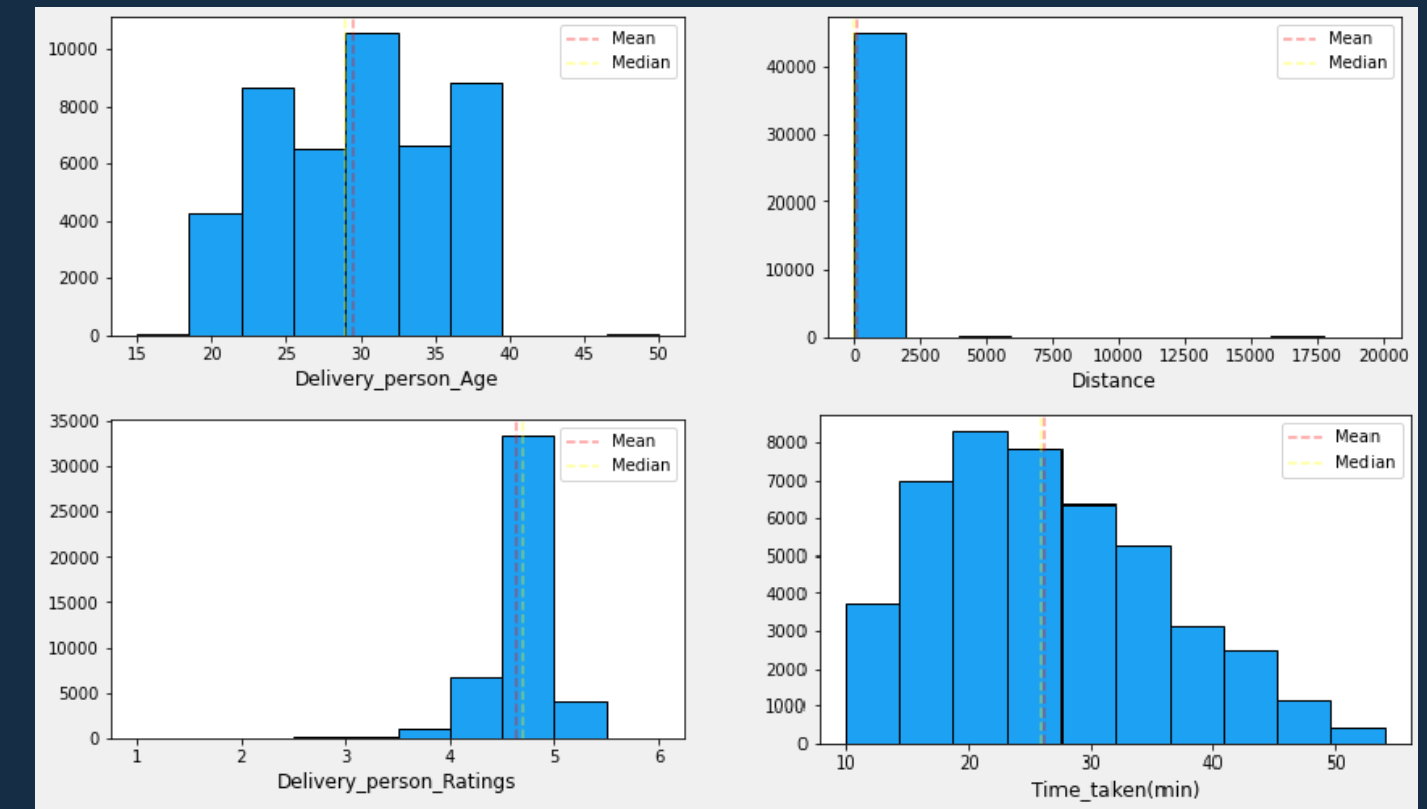 10000
8000
6000
4000
2000
0
15 20 25 30 35 40 45 50
Delivery_person_Age
Mean
Median
40000
30000
20000
10000
0
0 2500 5000 7500 10000 12500 15000 17500 20000
Distance
Mean
Median
35000
30000
25000
20000
15000
10000
5000
0
1 2 3 4 5 6
Delivery_person_Ratings
Mean
Median
8000
7000
6000
5000
4000
3000
2000
1000
0
10 20 30 40 50
Time_taken(min)
Mean
Median